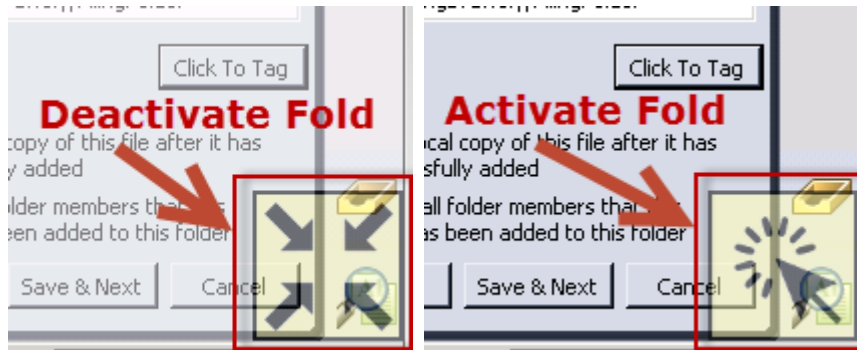 Click To Tag
Deactivate Fold
copy of this file after it has
y added
older members that
een added to this folder
Save & Next
Cancel
Click To Tag
Activate Fold
ocal copy of this file after it has
sfully added
all folder members that
as been added to this folder
Save & Next
Cancel